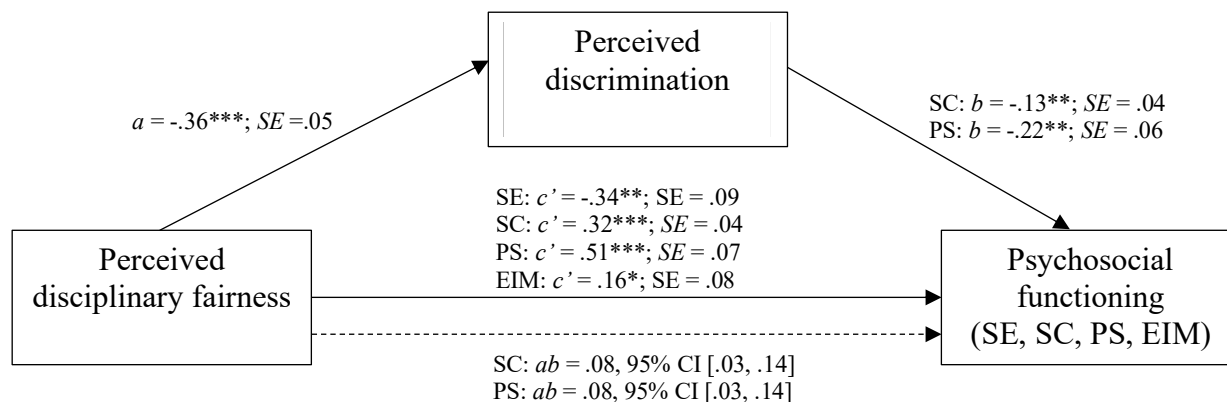 Perceived
discrimination
a = -.36***; SE =.05
SC: b = -.13**; SE = .04
PS: b = -.22**; SE = .06
SE: c’ = -.34**; SE = .09
SC: c’ = .32***; SE = .04
PS: c’ = .51***; SE = .07
EIM: c’ = .16*; SE = .08
Perceived
disciplinary fairness
Psychosocial
functioning
(SE, SC, PS, EIM)
SC: ab = .08, 95% CI [.03, .14]
PS: ab = .08, 95% CI [.03, .14]